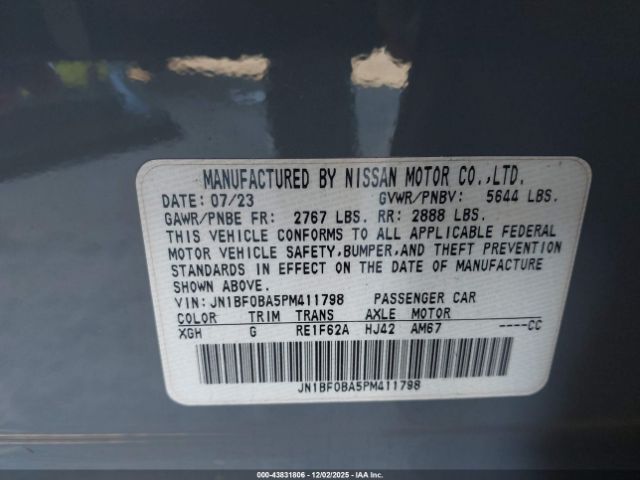 MANUFACTURED BY NISSAN MOTOR CO.,LTD.
DATE: 07/23 GVWR/PNBV: 5644 LBS.
GAWR/PNBE FR: 2767 LBS. RR: 2888 LBS.
THIS VEHICLE CONFORMS TO ALL APPLICABLE FEDERAL
MOTOR VEHICLE SAFETY,BUMPER,AND THEFT PREVENTION
STANDARDS IN EFFECT ON THE DATE OF MANUFACTURE
SHOWN ABOVE.
VIN: JN1BF0BA5PM411798 PASSENGER CAR
COLOR TRIM TRANS AXLE MOTOR
XGH G RE1F62A HJ42 AM67 ----CC
JN1BF0BA5PM411798
000-43831806 | 12/02/2025 | IAA Inc.